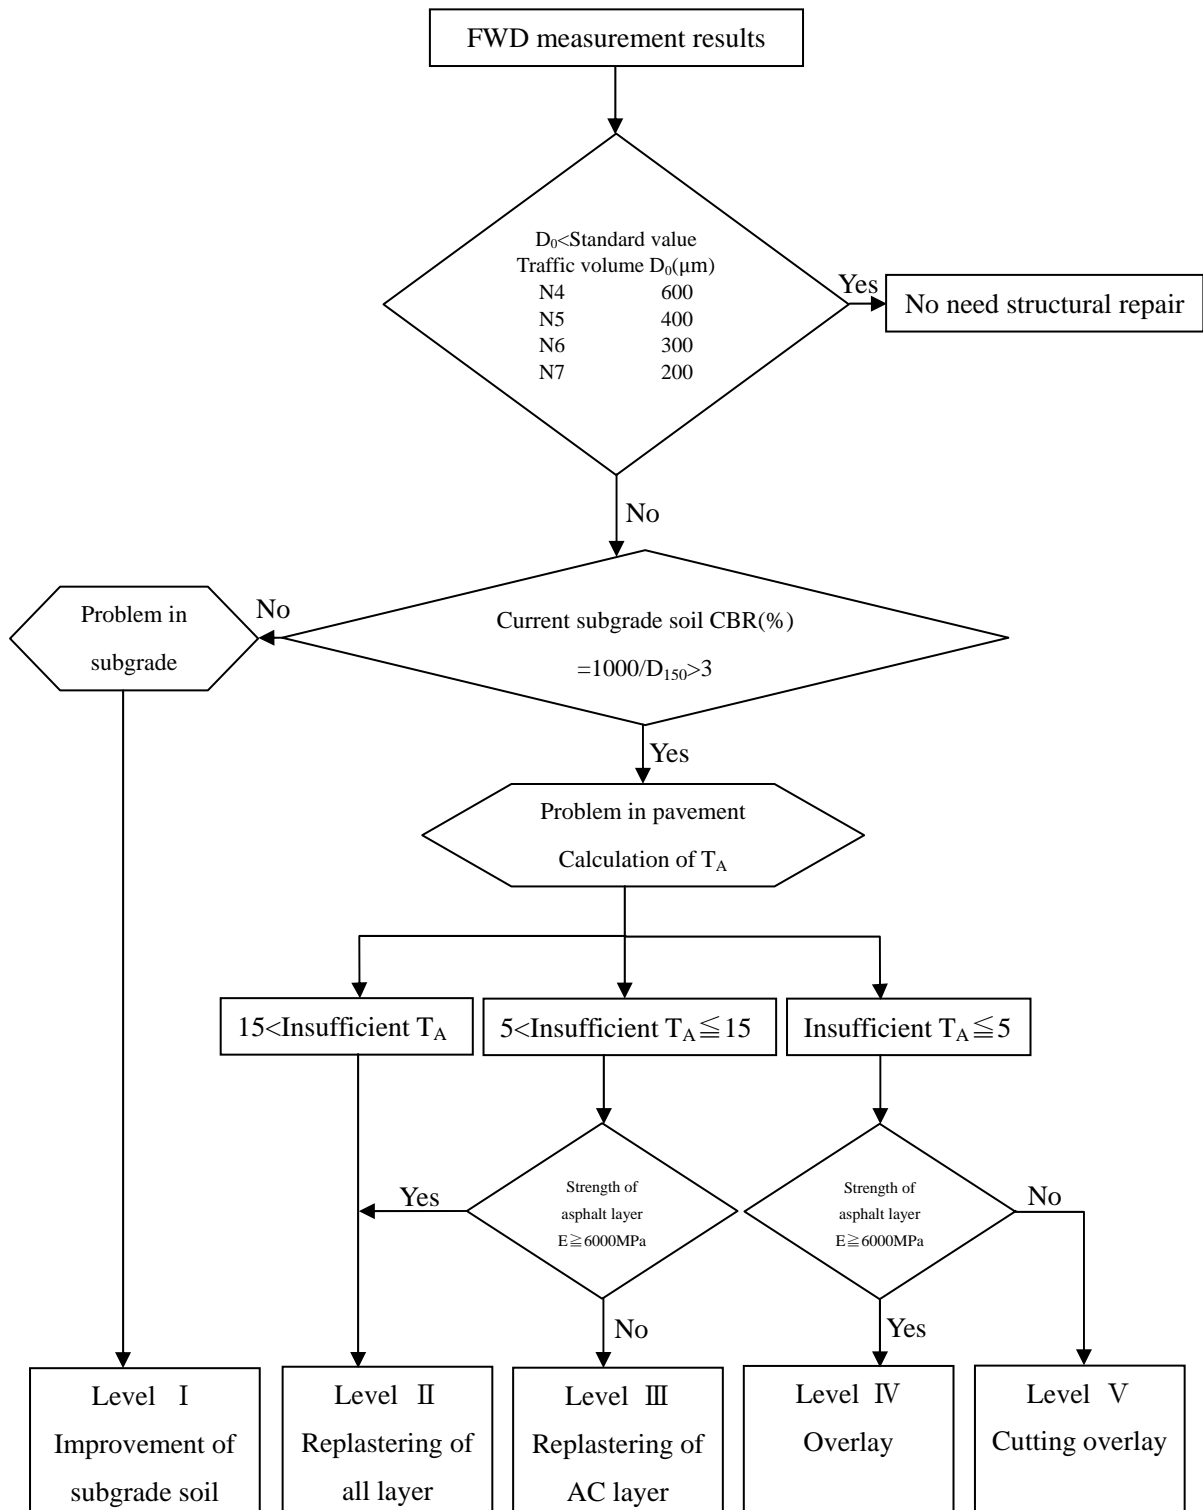 FWD measurement results
D₀<Standard value
Traffic volume D₀(μm)
N4 600
N5 400
N6 300
N7 200
Yes
No need structural repair
No
Current subgrade soil CBR(%)
=1000/D₁₅₀>3
No
Problem in
subgrade
Yes
Problem in pavement
Calculation of T_A
15<Insufficient T_A
5<Insufficient T_A≦15
Insufficient T_A≦5
Strength of
asphalt layer
E≧6000MPa
Yes
No
Strength of
asphalt layer
E≧6000MPa
No
Yes
Level Ⅰ
Improvement of
subgrade soil
Level Ⅱ
Replastering of
all layer
Level Ⅲ
Replastering of
AC layer
Level Ⅳ
Overlay
Level Ⅴ
Cutting overlay